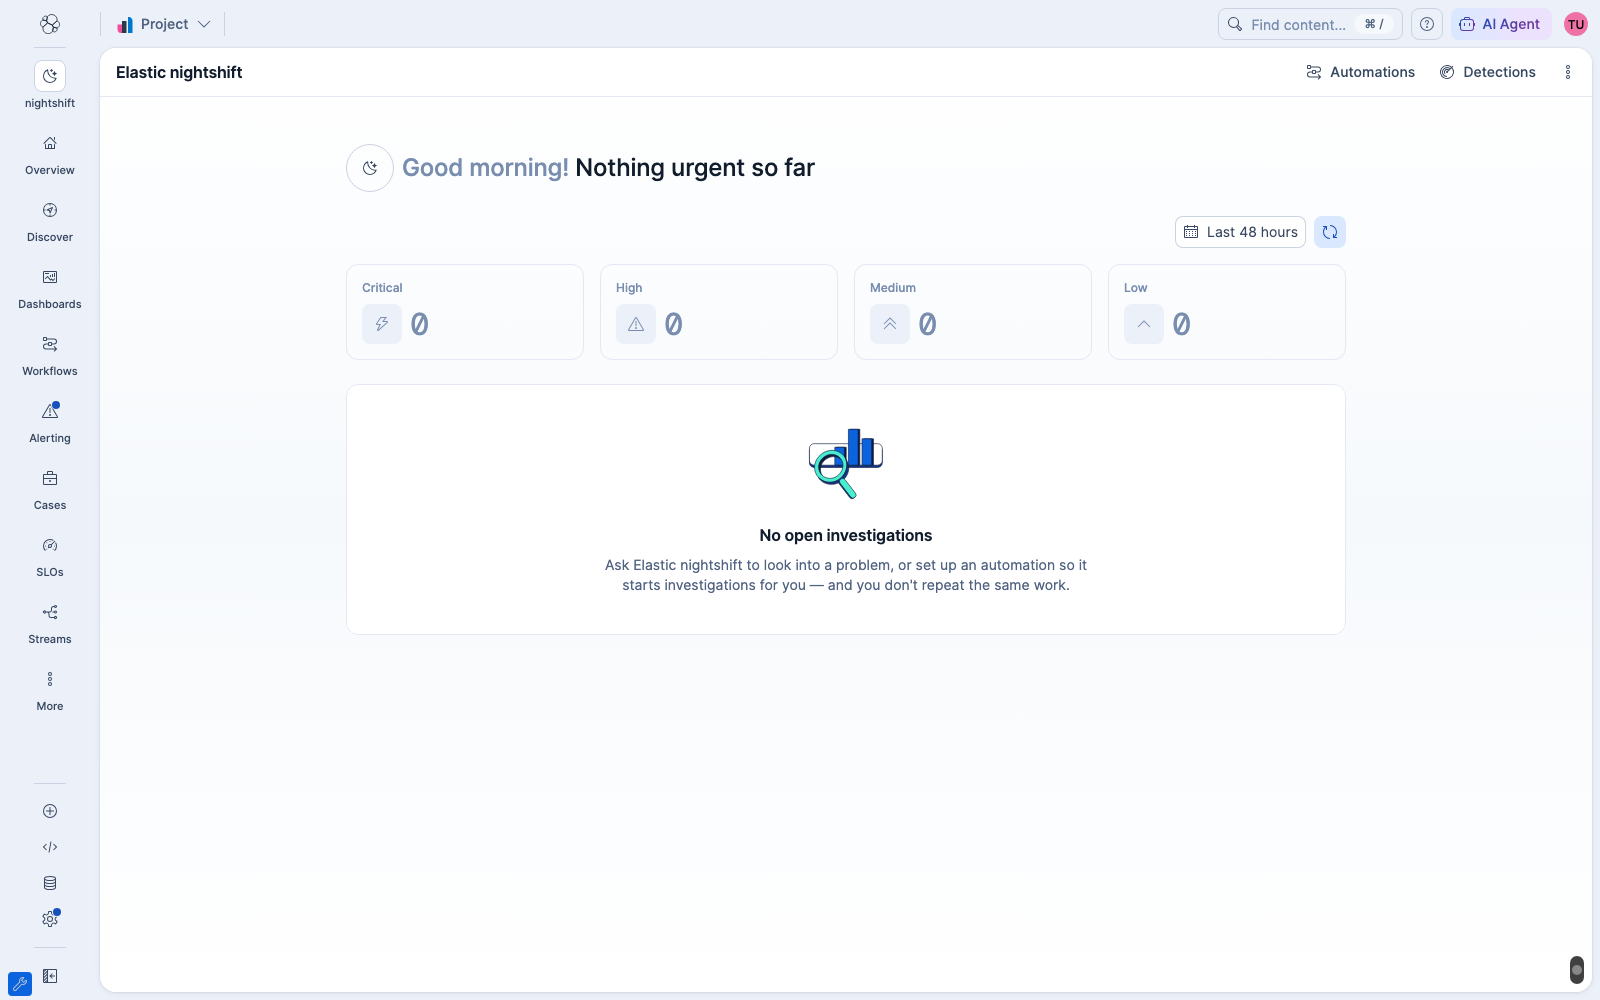 Project
Find content...
⌘ /
AI Agent
TU
nightshift
Overview
Discover
Dashboards
Workflows
Alerting
Cases
SLOs
Streams
More
Elastic nightshift
Automations
Detections
Good morning! Nothing urgent so far
Last 48 hours
Critical
0
High
0
Medium
0
Low
0
No open investigations
Ask Elastic nightshift to look into a problem, or set up an automation so it
starts investigations for you — and you don't repeat the same work.